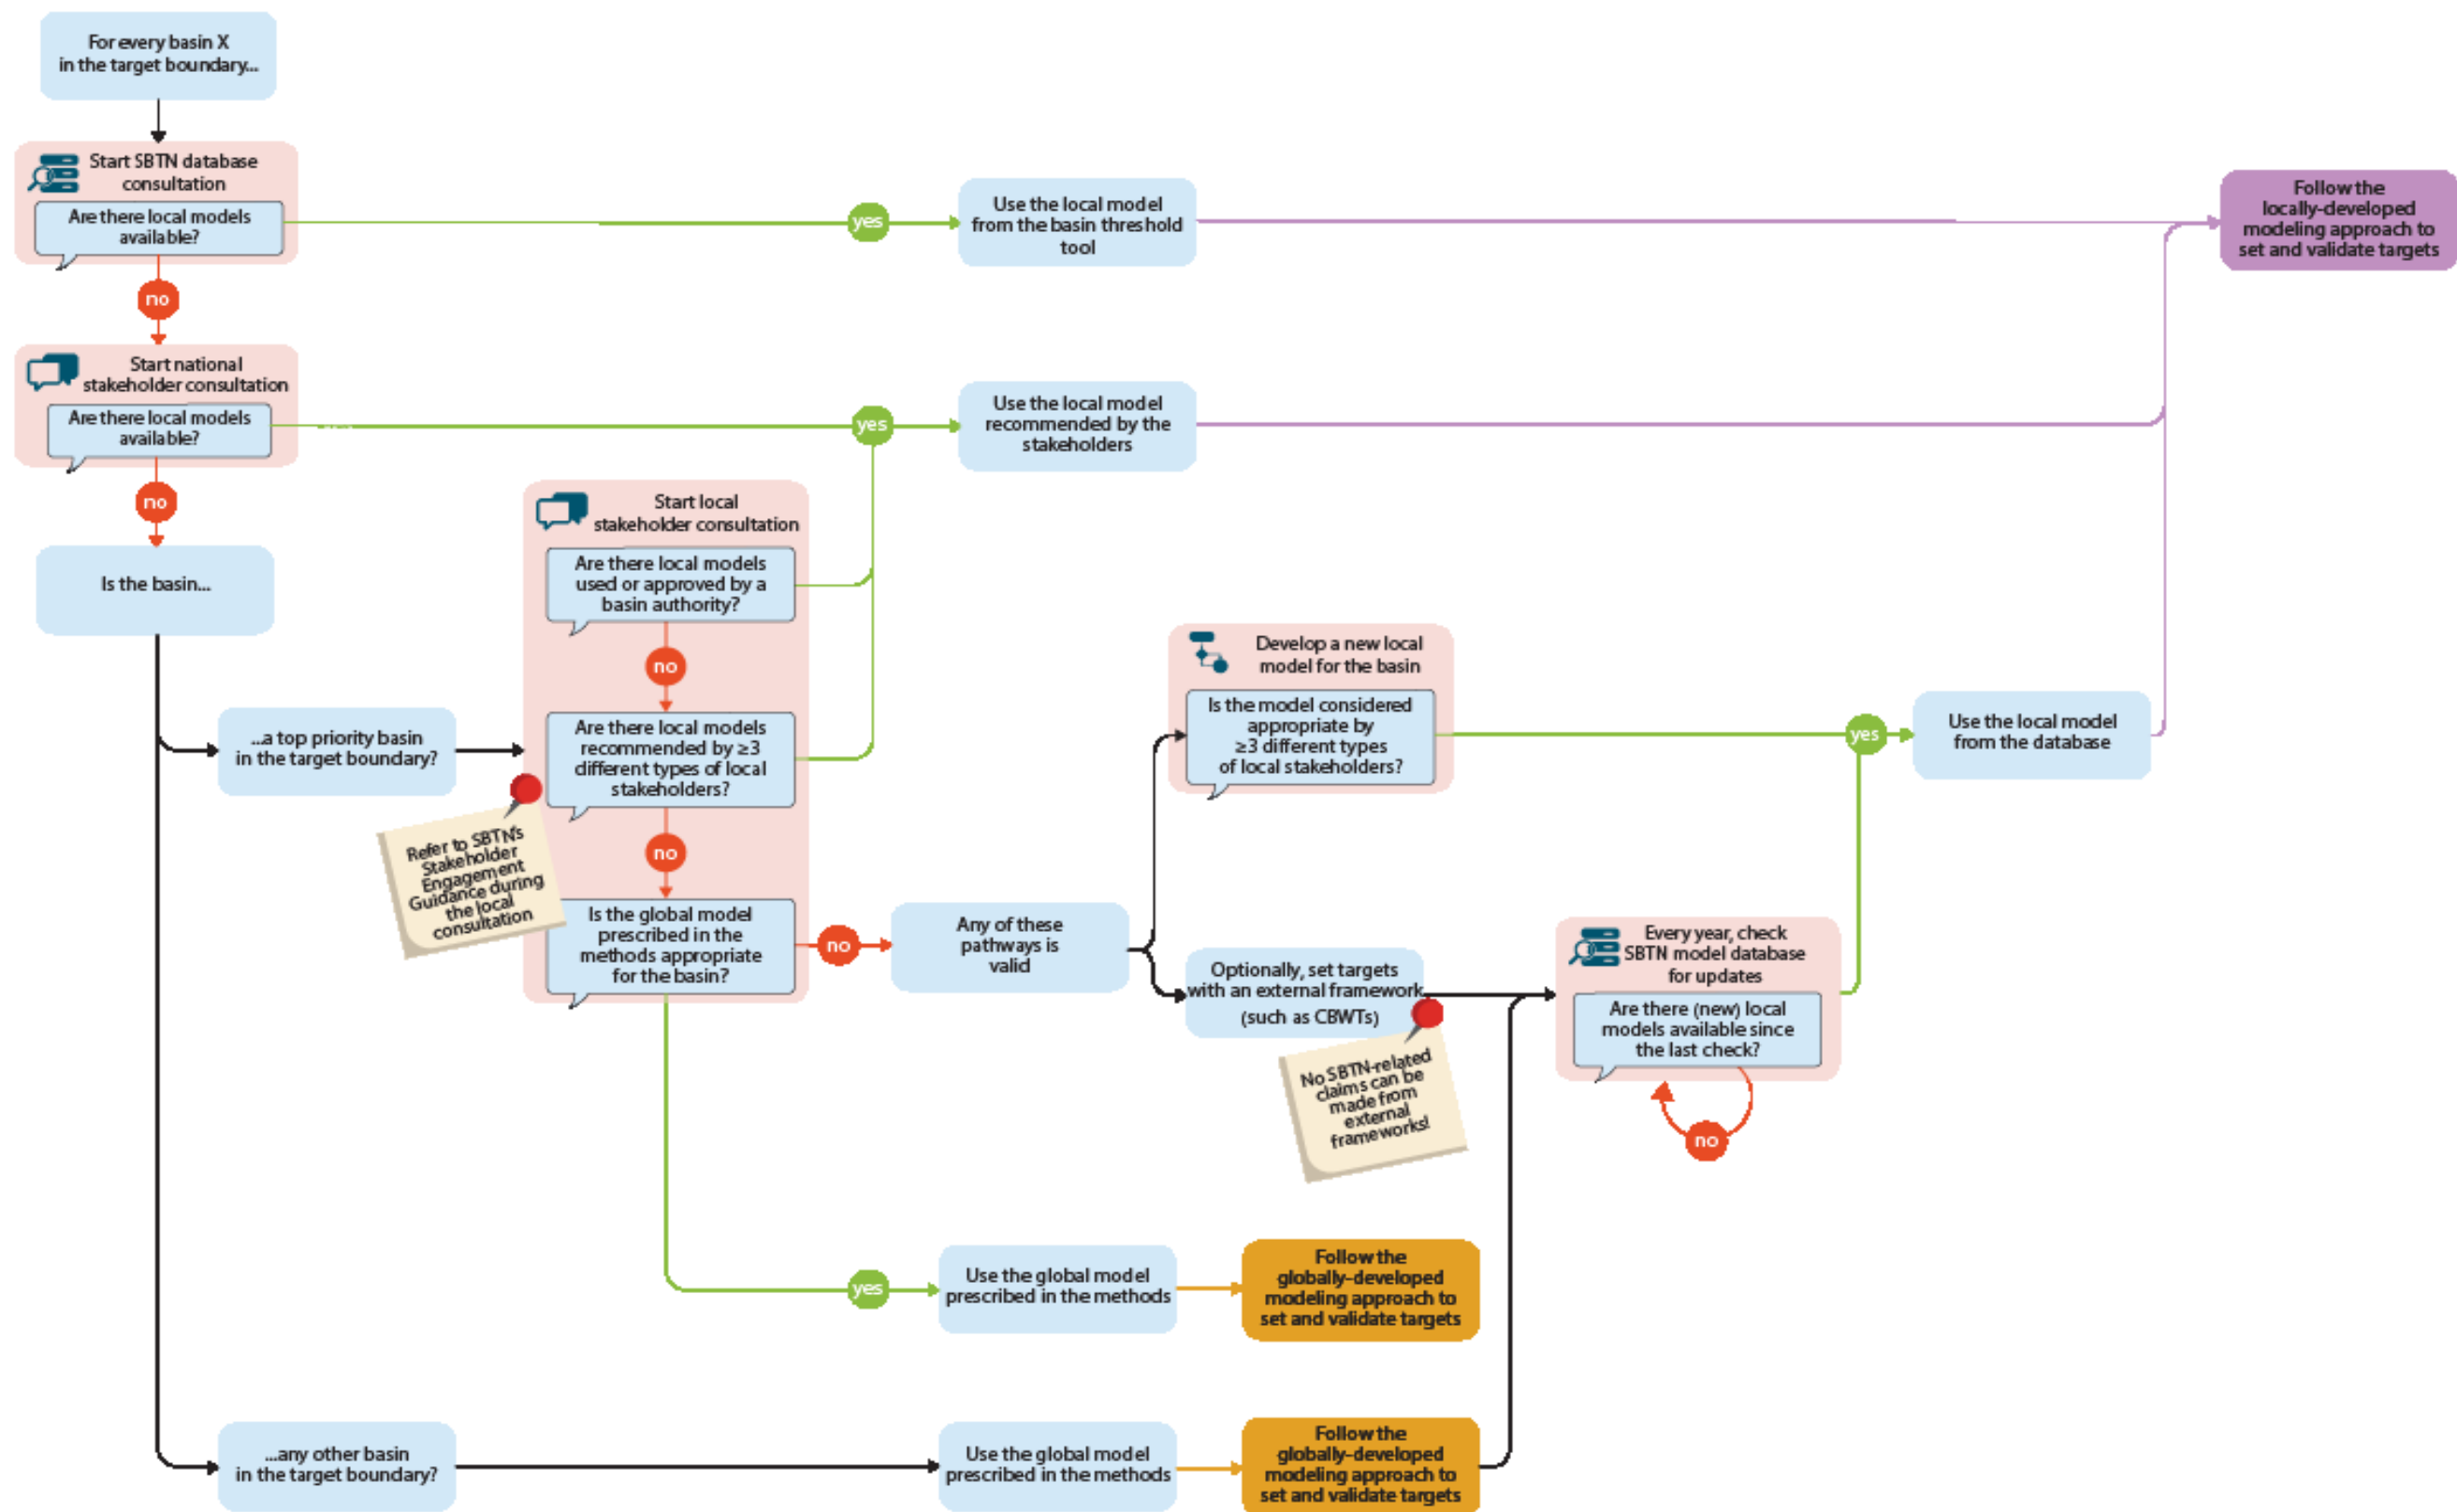 For every basin X
in the target boundary...
Start SBTN database
consultation
Are there local models
available?
yes
Use the local model
from the basin threshold
tool
Follow the
locally-developed
modeling approach to
set and validate targets
no
Start national
stakeholder consultation
Are there local models
available?
yes
Use the local model
recommended by the
stakeholders
no
Is the basin...
Start local
stakeholder consultation
Are there local models
used or approved by a
basin authority?
no
...a top priority basin
in the target boundary?
Are there local models
recommended by ≥3
different types of local
stakeholders?
Refer to SBTN's
Stakeholder
Engagement
Guidance during
the local
consultation
no
Is the global model
prescribed in the
methods appropriate
for the basin?
no
Any of these
pathways is
valid
Develop a new local
model for the basin
Is the model considered
appropriate by
≥3 different types
of local stakeholders?
yes
Use the local model
from the database
Optionally, set targets
with an external framework
(such as CBWTs)
No SBTN-related
claims can be
made from
external
frameworks!
Every year, check
SBTN model database
for updates
Are there (new) local
models available since
the last check?
no
yes
Use the global model
prescribed in the methods
Follow the
globally-developed
modeling approach to
set and validate targets
...any other basin
in the target boundary?
Use the global model
prescribed in the methods
Follow the
globally-developed
modeling approach to
set and validate targets